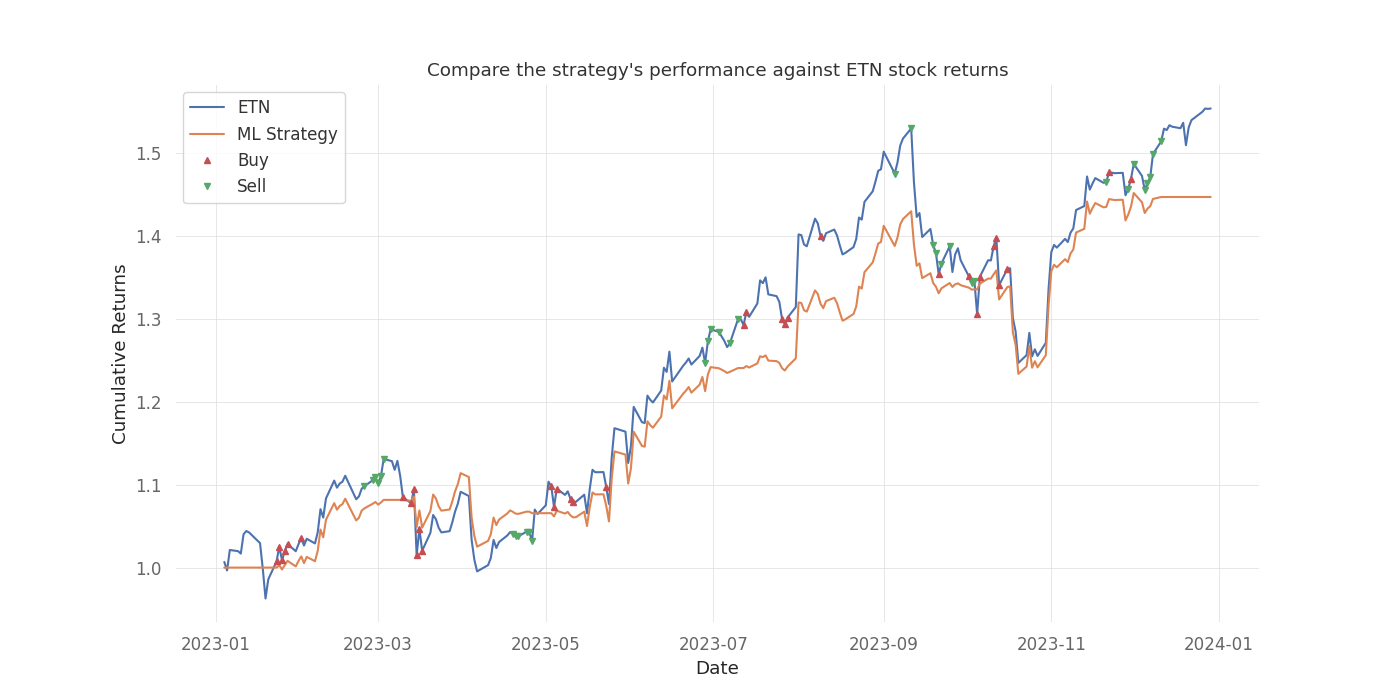 Compare the strategy's performance against ETN stock returns
ETN
ML Strategy
Buy
Sell
Cumulative Returns
1.5
1.4
1.3
1.2
1.1
1.0
2023-01 2023-03 2023-05 2023-07 2023-09 2023-11 2024-01
Date